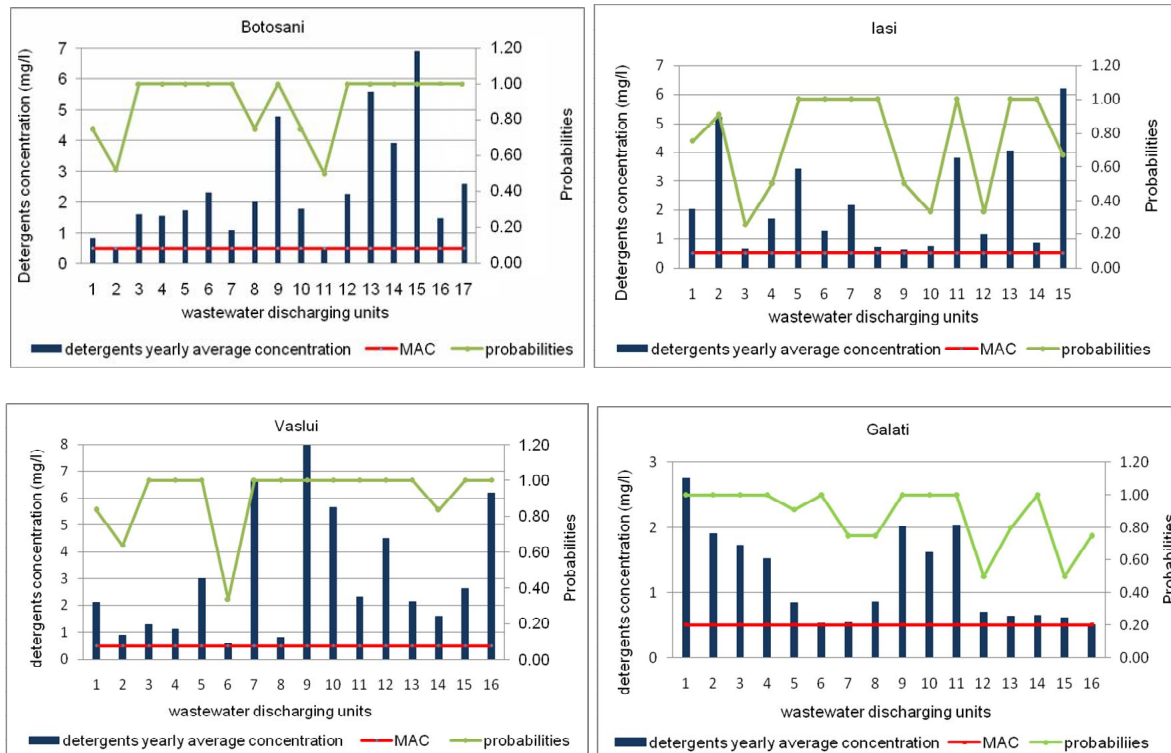 Botosani
Detergents concentration (mg/l)
7
6
5
4
3
2
1
0
1.20
1.00
0.80
0.60
0.40
0.20
0.00
Probabilities
1 2 3 4 5 6 7 8 9 10 11 12 13 14 15 16 17
wastewater discharging units
detergents yearly average concentration MAC probabilities
Iasi
Detergents concentration (mg/l)
7
6
5
4
3
2
1
0
1.20
1.00
0.80
0.60
0.40
0.20
0.00
Probabilities
1 2 3 4 5 6 7 8 9 10 11 12 13 14 15
wastewater discharging units
detergents yearly average concentration MAC probabilities
Vaslui
detergents concentration (mg/l)
8
7
6
5
4
3
2
1
0
1.20
1.00
0.80
0.60
0.40
0.20
0.00
Probabilities
1 2 3 4 5 6 7 8 9 10 11 12 13 14 15 16
wastewater discharging units
detergents yearly average concentration MAC probabilities
Galati
detergents concentration (mg/l)
3
2
1
0
1.20
1.00
0.80
0.60
0.40
0.20
0.00
Probabilities
1 2 3 4 5 6 7 8 9 10 11 12 13 14 15 16
wastewater discharging units
detergents yearly average concentration MAC probabilities